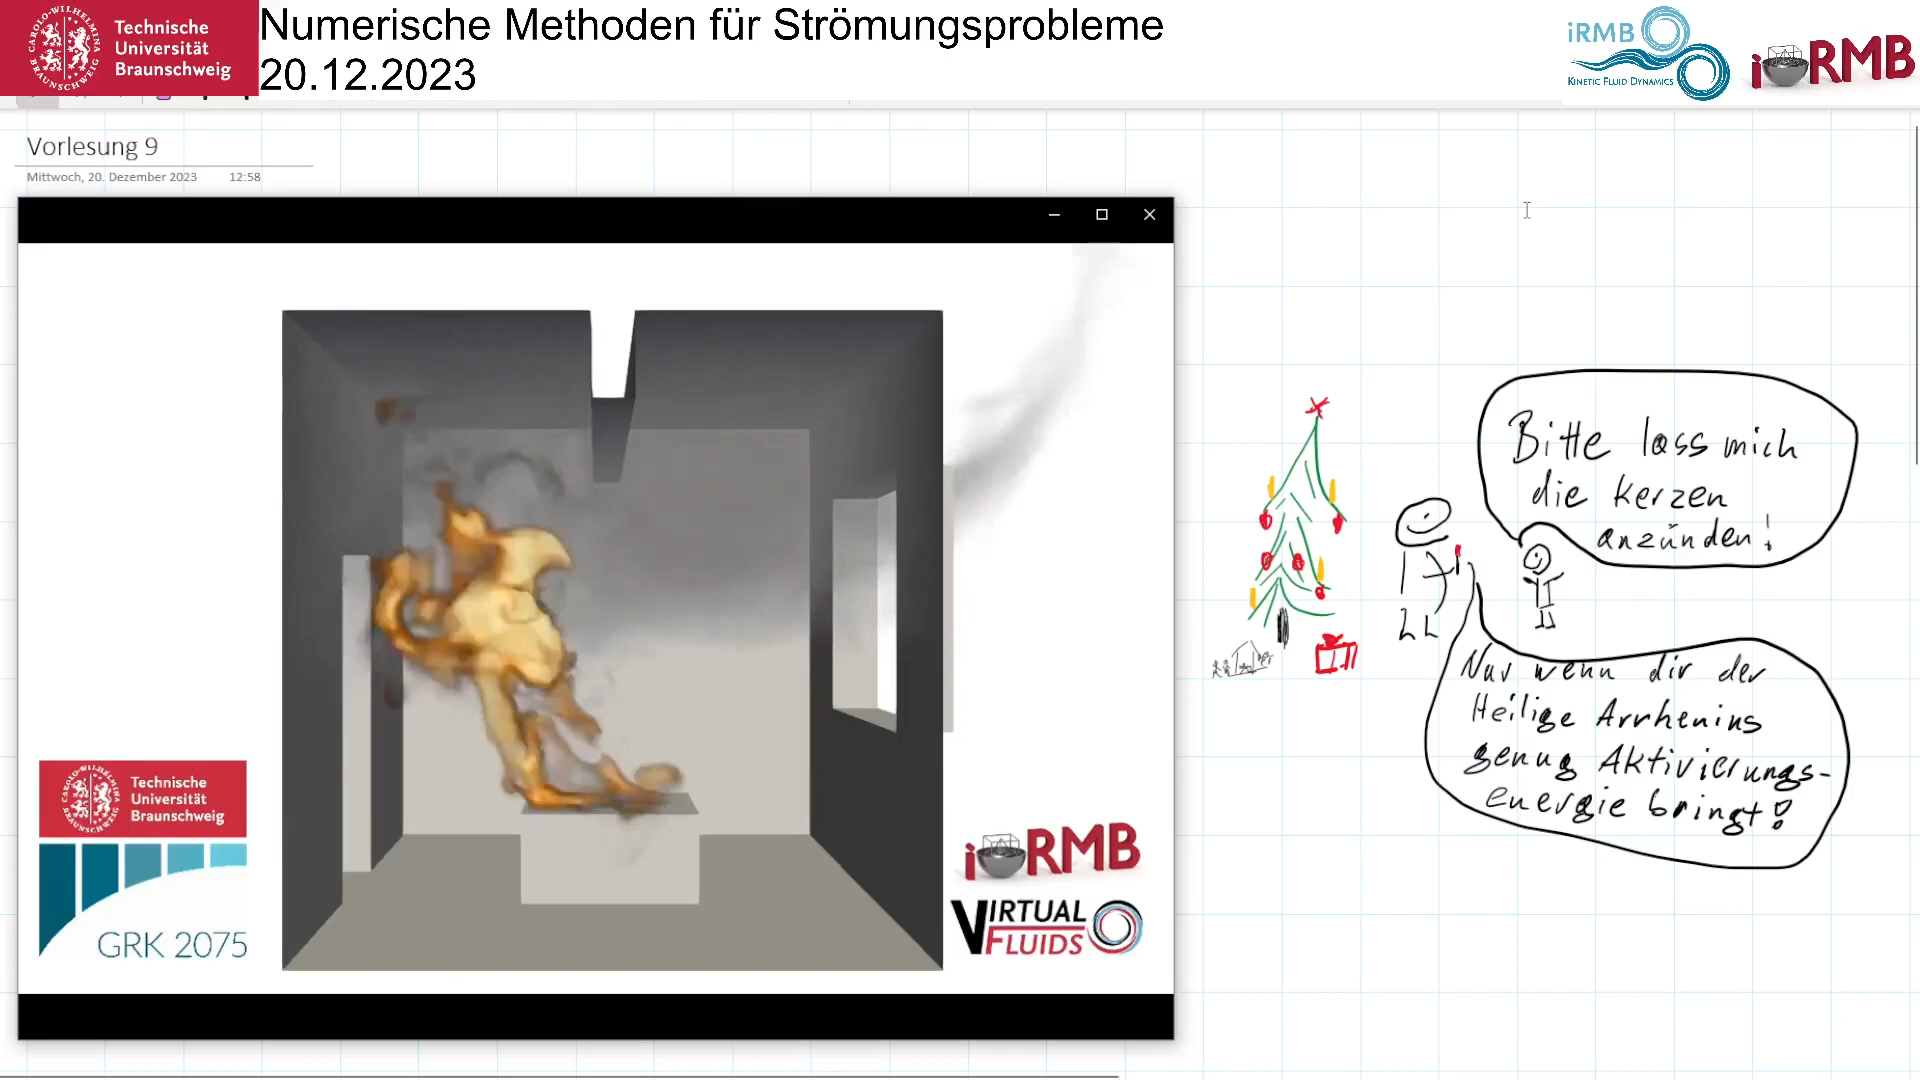 Technische
Universität
Braunschweig
Numerische Methoden für Strömungsprobleme
20.12.2023
iRMB
KINETIC FLUID DYNAMICS
iRMB
Vorlesung 9
Mittwoch, 20. Dezember 2023 12:58
Technische
Universität
Braunschweig
GRK 2075
iRMB
VIRTUAL
FLUIDS
Bitte lass mich
die Kerzen
anzünden!
Nur wenn dir der
Heilige Arrhenius
genug Aktivierungs-
energie bringt!